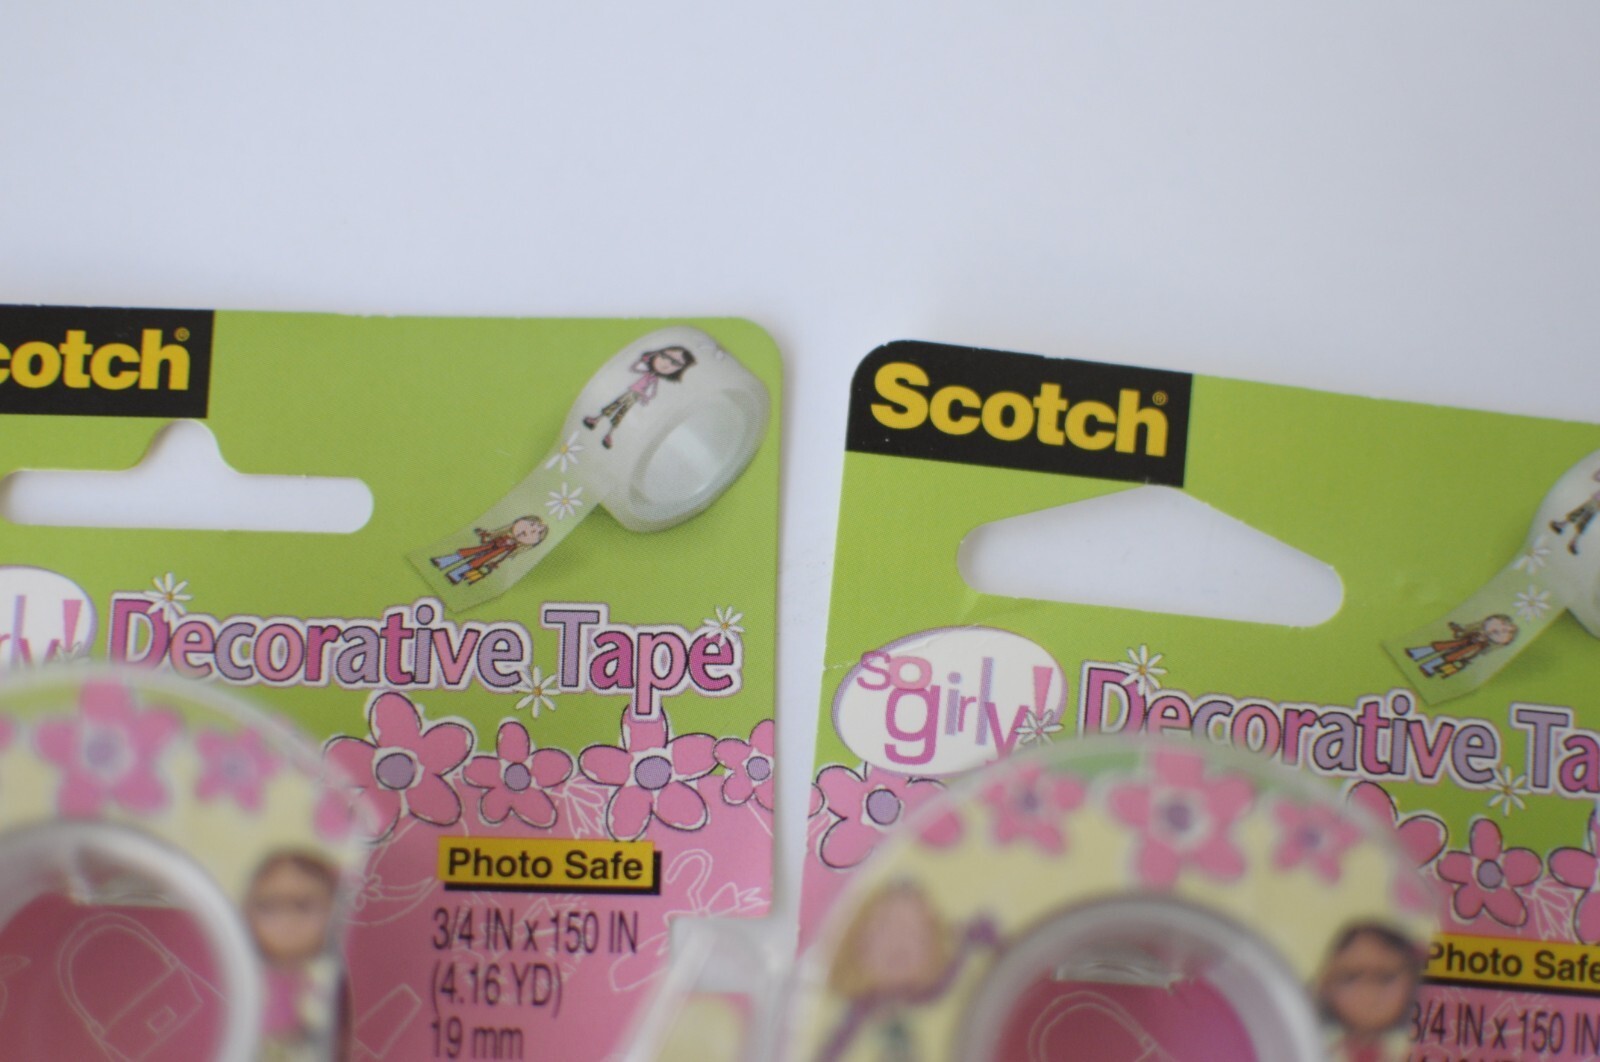 cotch®
rly!
Decorative Tape
Photo Safe
3/4 IN x 150 IN
(4.16 YD)
19 mm
Scotch®
so
girly!
Decorative Ta
Photo Safe
3/4 IN x 150 IN